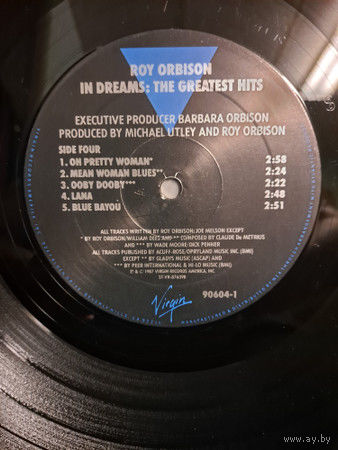 ROY ORBISON
IN DREAMS: THE GREATEST HITS
EXECUTIVE PRODUCER BARBARA ORBISON
PRODUCED BY MICHAEL UTLEY AND ROY ORBISON
SIDE FOUR
1. OH PRETTY WOMAN* 2:58
2. MEAN WOMAN BLUES** 2:24
3. OOBY DOOBY*** 2:22
4. LANA 2:48
5. BLUE BAYOU 2:51
ALL TRACKS WRITTEN BY ROY ORBISON/JOE MELSON EXCEPT
* BY ROY ORBISON/WILLIAM DEES AND ** COMPOSED BY CLAUDE DE METRIUS
AND *** BY WADE MOORE/DICK PENNER
ALL TRACKS PUBLISHED BY ACUFF-ROSE/OPRYLAND MUSIC INC. (BMI)
EXCEPT ** BY GLADYS MUSIC (ASCAP) AND
*** BY PEER INTERNATIONAL & HI-LO MUSIC (BMI)
℗ & © 1987 VIRGIN RECORDS AMERICA, INC.
ST-VR-876398
Virgin 90604-1
www.ay.by